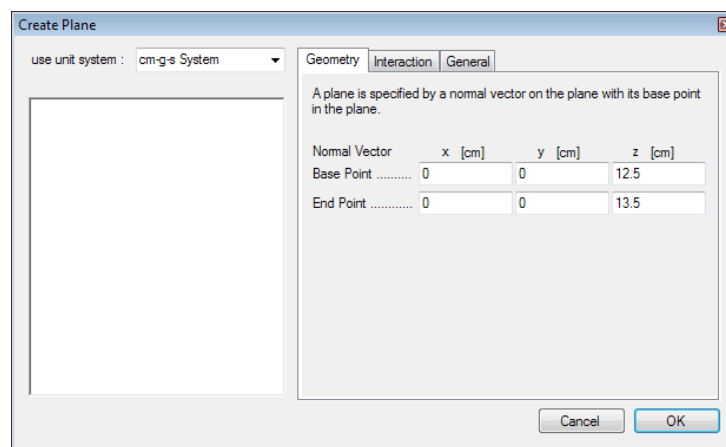 Create Plane
use unit system : cm-g-s System
Geometry Interaction General
A plane is specified by a normal vector on the plane with its base point
in the plane.
Normal Vector x [cm] y [cm] z [cm]
Base Point .......... 0 0 12.5
End Point ............ 0 0 13.5
Cancel OK